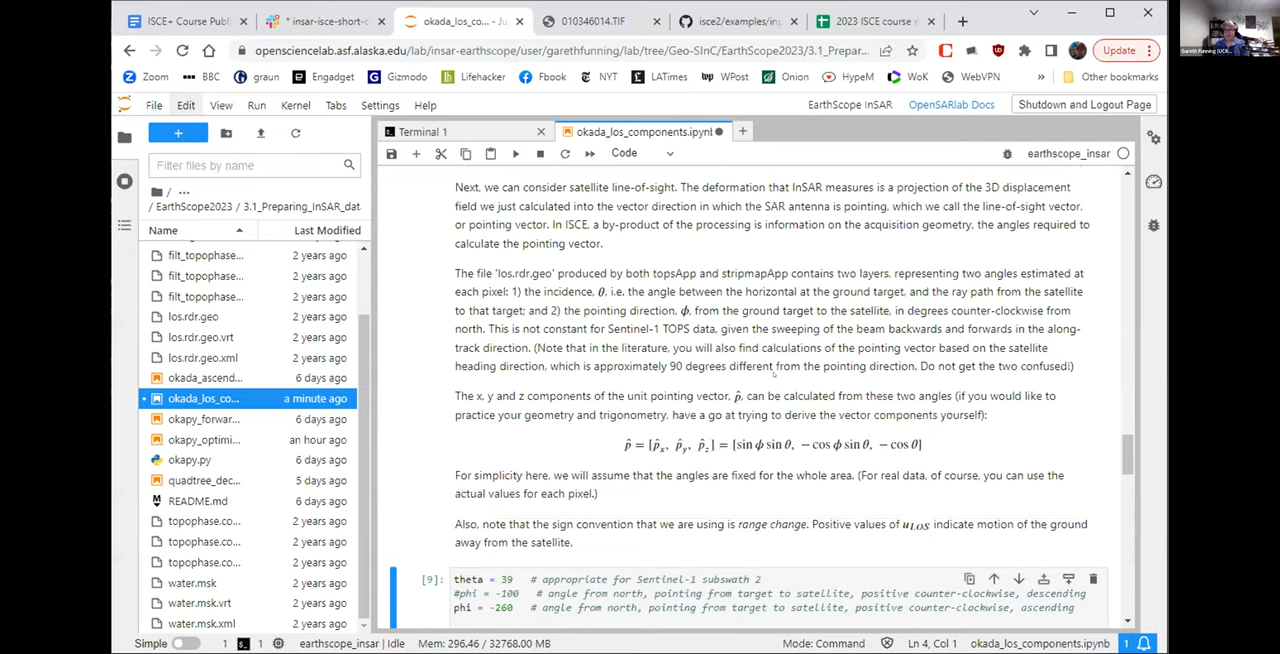 ISCE+ Course Publ
* insar-isce-short-c
okada_los_co... - Ju
010346014.TIF
isce2/examples/inp
2023 ISCE course e
opensciencelab.asf.alaska.edu/lab/insar-earthscope/user/garethfunning/lab/tree/Geo-SInC/EarthScope2023/3.1_Prepar...
Update
Zoom
BBC
graun
Engadget
Gizmodo
Lifehacker
Fbook
NYT
LATimes
WPost
Onion
HypeM
WoK
WebVPN
»
Other bookmarks
Gareth Funning (UCR...
File Edit View Run Kernel Tabs Settings Help
EarthScope InSAR
OpenSARlab Docs
Shutdown and Logout Page
Filter files by name
/ ...
/ EarthScope2023 / 3.1_Preparing_InSAR_data
Name Last Modified
filt_topophase... 2 years ago
filt_topophase... 2 years ago
filt_topophase... 2 years ago
los.rdr.geo 2 years ago
los.rdr.geo.vrt 2 years ago
los.rdr.geo.xml 2 years ago
okada_ascend... 6 days ago
okada_los_co... a minute ago
okapy_forwar... 6 days ago
okapy_optimi... an hour ago
okapy.py 6 days ago
quadtree_dec... 5 days ago
README.md 6 days ago
topophase.co... 2 years ago
topophase.co... 2 years ago
topophase.co... 2 years ago
water.msk 2 years ago
water.msk.vrt 2 years ago
water.msk.xml 2 years ago
Terminal 1
okada_los_components.ipynb
Code
earthscope_insar
Next, we can consider satellite line-of-sight. The deformation that InSAR measures is a projection of the 3D displacement
field we just calculated into the vector direction in which the SAR antenna is pointing, which we call the line-of-sight vector,
or pointing vector. In ISCE, a by-product of the processing is information on the acquisition geometry, the angles required to
calculate the pointing vector.
The file 'los.rdr.geo' produced by both topsApp and stripmapApp contains two layers, representing two angles estimated at
each pixel: 1) the incidence, θ, i.e. the angle between the horizontal at the ground target, and the ray path from the satellite
to that target; and 2) the pointing direction, ϕ, from the ground target to the satellite, in degrees counter-clockwise from
north. This is not constant for Sentinel-1 TOPS data, given the sweeping of the beam backwards and forwards in the along-
track direction. (Note that in the literature, you will also find calculations of the pointing vector based on the satellite
heading direction, which is approximately 90 degrees different from the pointing direction. Do not get the two confused!)
The x, y and z components of the unit pointing vector, p̂, can be calculated from these two angles (if you would like to
practice your geometry and trigonometry, have a go at trying to derive the vector components yourself):
p̂ = [p̂x, p̂y, p̂z] = [sin ϕ sin θ, − cos ϕ sin θ, − cos θ]
For simplicity here, we will assume that the angles are fixed for the whole area. (For real data, of course, you can use the
actual values for each pixel.)
Also, note that the sign convention that we are using is range change. Positive values of uLOS indicate motion of the ground
away from the satellite.
[9]: theta = 39 # appropriate for Sentinel-1 subswath 2
#phi = -100 # angle from north, pointing from target to satellite, positive counter-clockwise, descending
phi = -260 # angle from north, pointing from target to satellite, positive counter-clockwise, ascending
Simple 1 1 earthscope_insar | Idle Mem: 296.46 / 32768.00 MB Mode: Command Ln 4, Col 1 okada_los_components.ipynb 1